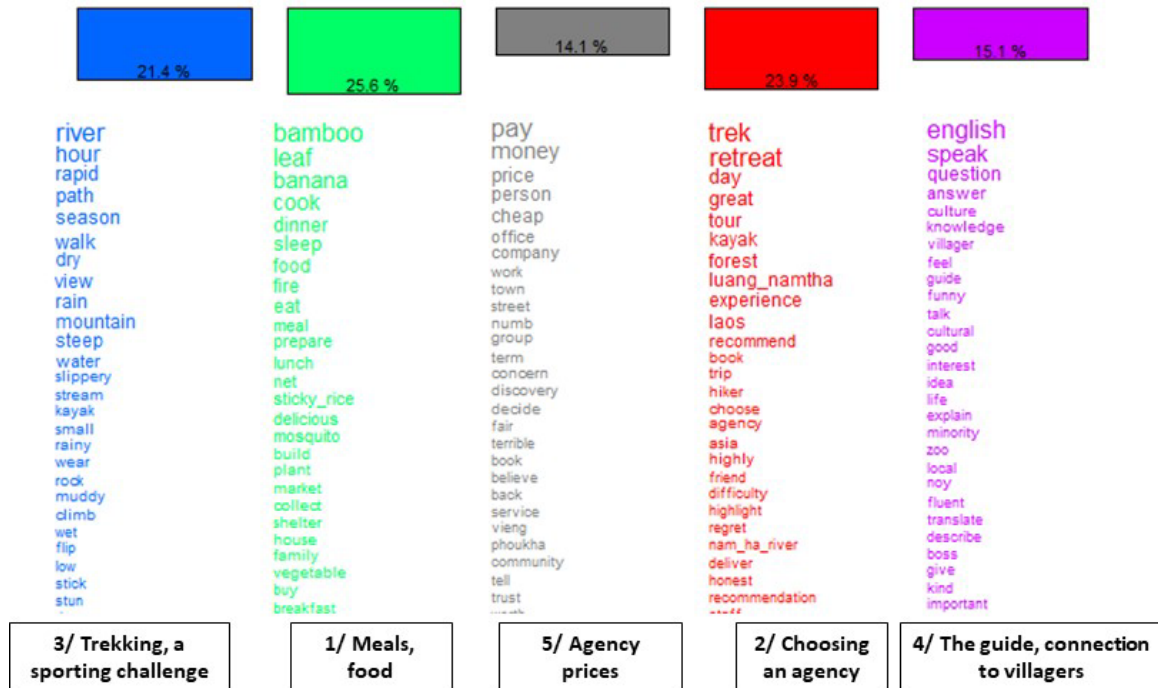 21.4 %
25.6 %
14.1 %
23.9 %
15.1 %
river
hour
rapid
path
season
walk
dry
view
rain
mountain
steep
water
slippery
stream
kayak
small
rainy
wear
rock
muddy
climb
wet
flip
low
stick
stun
bamboo
leaf
banana
cook
dinner
sleep
food
fire
eat
meal
prepare
lunch
net
sticky_rice
delicious
mosquito
build
plant
market
collect
shelter
house
family
vegetable
buy
breakfast
pay
money
price
person
cheap
office
company
work
town
street
numb
group
term
concern
discovery
decide
fair
terrible
book
believe
back
service
vieng
phoukha
community
tell
trust
trek
retreat
day
great
tour
kayak
forest
luang_namtha
experience
laos
recommend
book
trip
hiker
choose
agency
asia
highly
friend
difficulty
highlight
regret
nam_ha_river
deliver
honest
recommendation
english
speak
question
answer
culture
knowledge
villager
feel
guide
funny
talk
cultural
good
interest
idea
life
explain
minority
zoo
local
noy
fluent
translate
describe
boss
give
kind
important
3/ Trekking, a
sporting challenge
1/ Meals,
food
5/ Agency
prices
2/ Choosing
an agency
4/ The guide, connection
to villagers